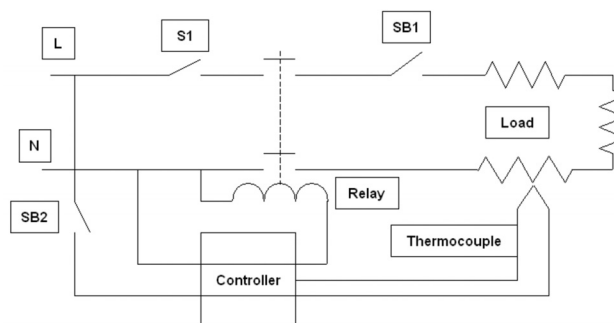 SB1
S1
L
Load
N
Relay
SB2
Thermocouple
Controller